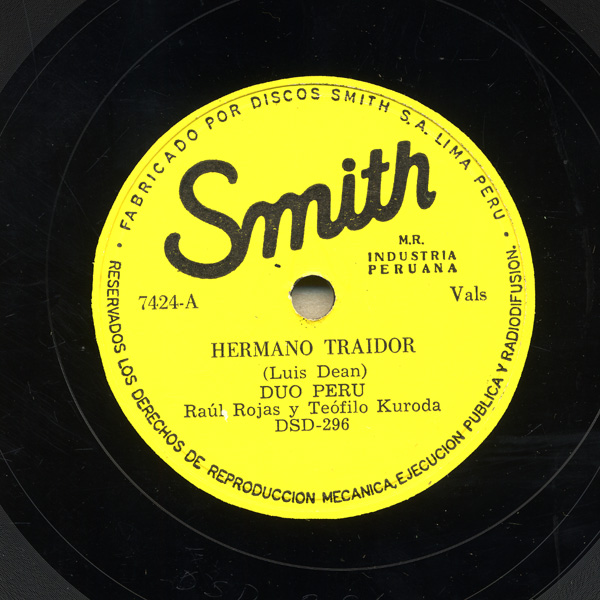 • FABRICADO POR DISCOS SMITH S.A. LIMA PERU •
Smith
M.R.
INDUSTRIA
PERUANA
7424-A
Vals
HERMANO TRAIDOR
(Luis Dean)
DUO PERU
Raúl Rojas y Teófilo Kuroda
DSD-296
RESERVADOS LOS DERECHOS DE REPRODUCCION MECANICA, EJECUCION PUBLICA Y RADIODIFUSION.